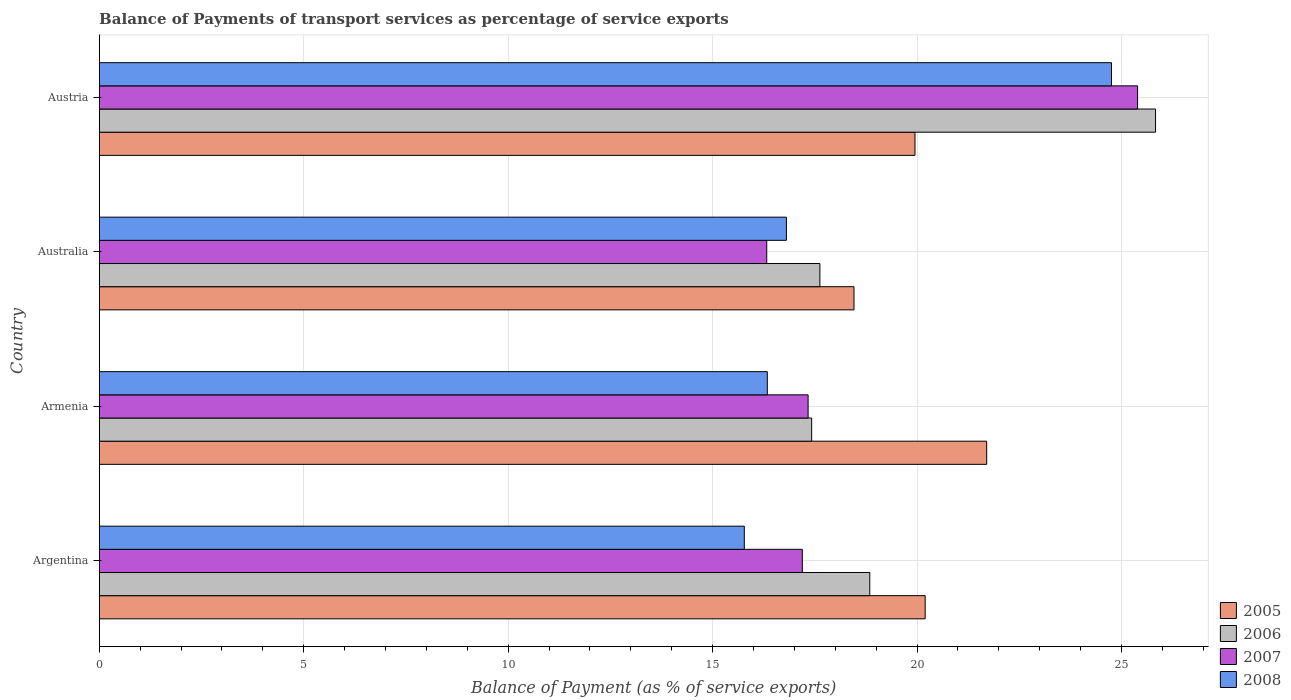 Balance of Payments of transport services as percentage of service exports
Austria
Australia
Armenia
Argentina
Country
0
5
10
15
20
25
Balance of Payment (as % of service exports)
2005
2006
2007
2008